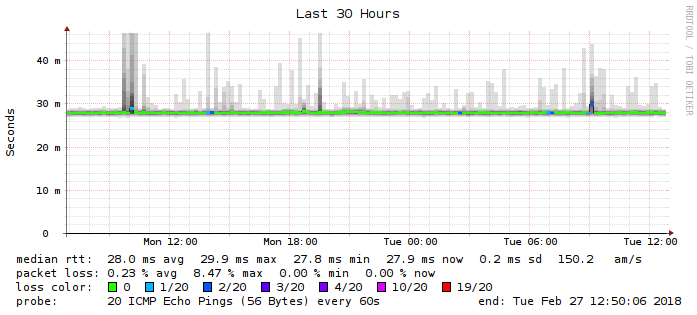 Last 30 Hours
RRDTOOL / TOBI OETIKER
Seconds
40 m
30 m
20 m
10 m
0
Mon 12:00 Mon 18:00 Tue 00:00 Tue 06:00 Tue 12:00
median rtt: 28.0 ms avg 29.9 ms max 27.8 ms min 27.9 ms now 0.2 ms sd 150.2 am/s
packet loss: 0.23 % avg 8.47 % max 0.00 % min 0.00 % now
loss color: 0 1/20 2/20 3/20 4/20 10/20 19/20
probe: 20 ICMP Echo Pings (56 Bytes) every 60s end: Tue Feb 27 12:50:06 2018